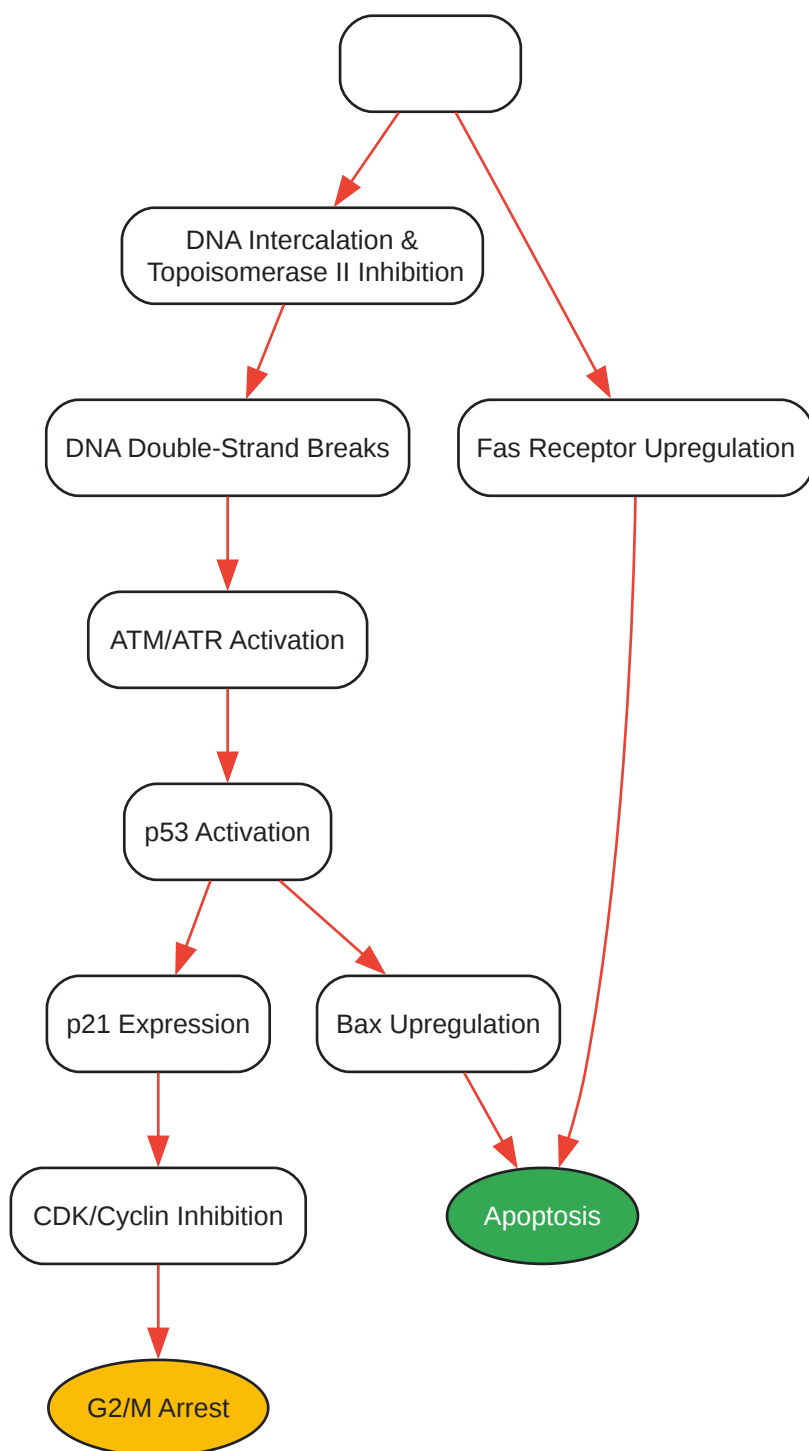 DNA Intercalation &
Topoisomerase II Inhibition
DNA Double-Strand Breaks
Fas Receptor Upregulation
ATM/ATR Activation
p53 Activation
p21 Expression
Bax Upregulation
CDK/Cyclin Inhibition
Apoptosis
G2/M Arrest